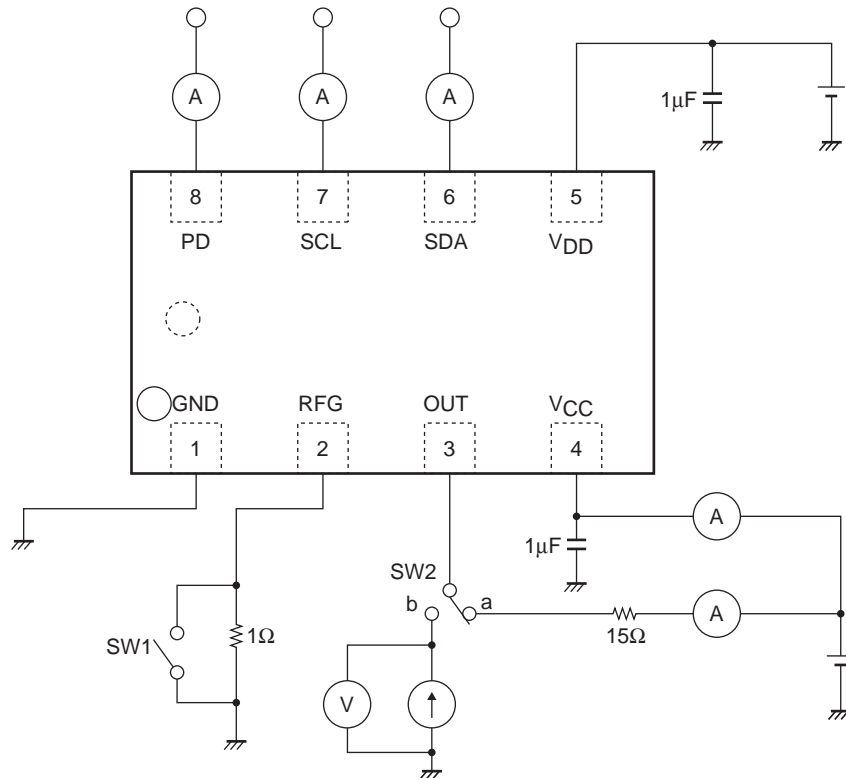 A A A
1μF
8 7 6 5
PD SCL SDA VDD
GND RFG OUT VCC
1 2 3 4
A
1μF
SW2
b a
A
15Ω
SW1
1Ω
V